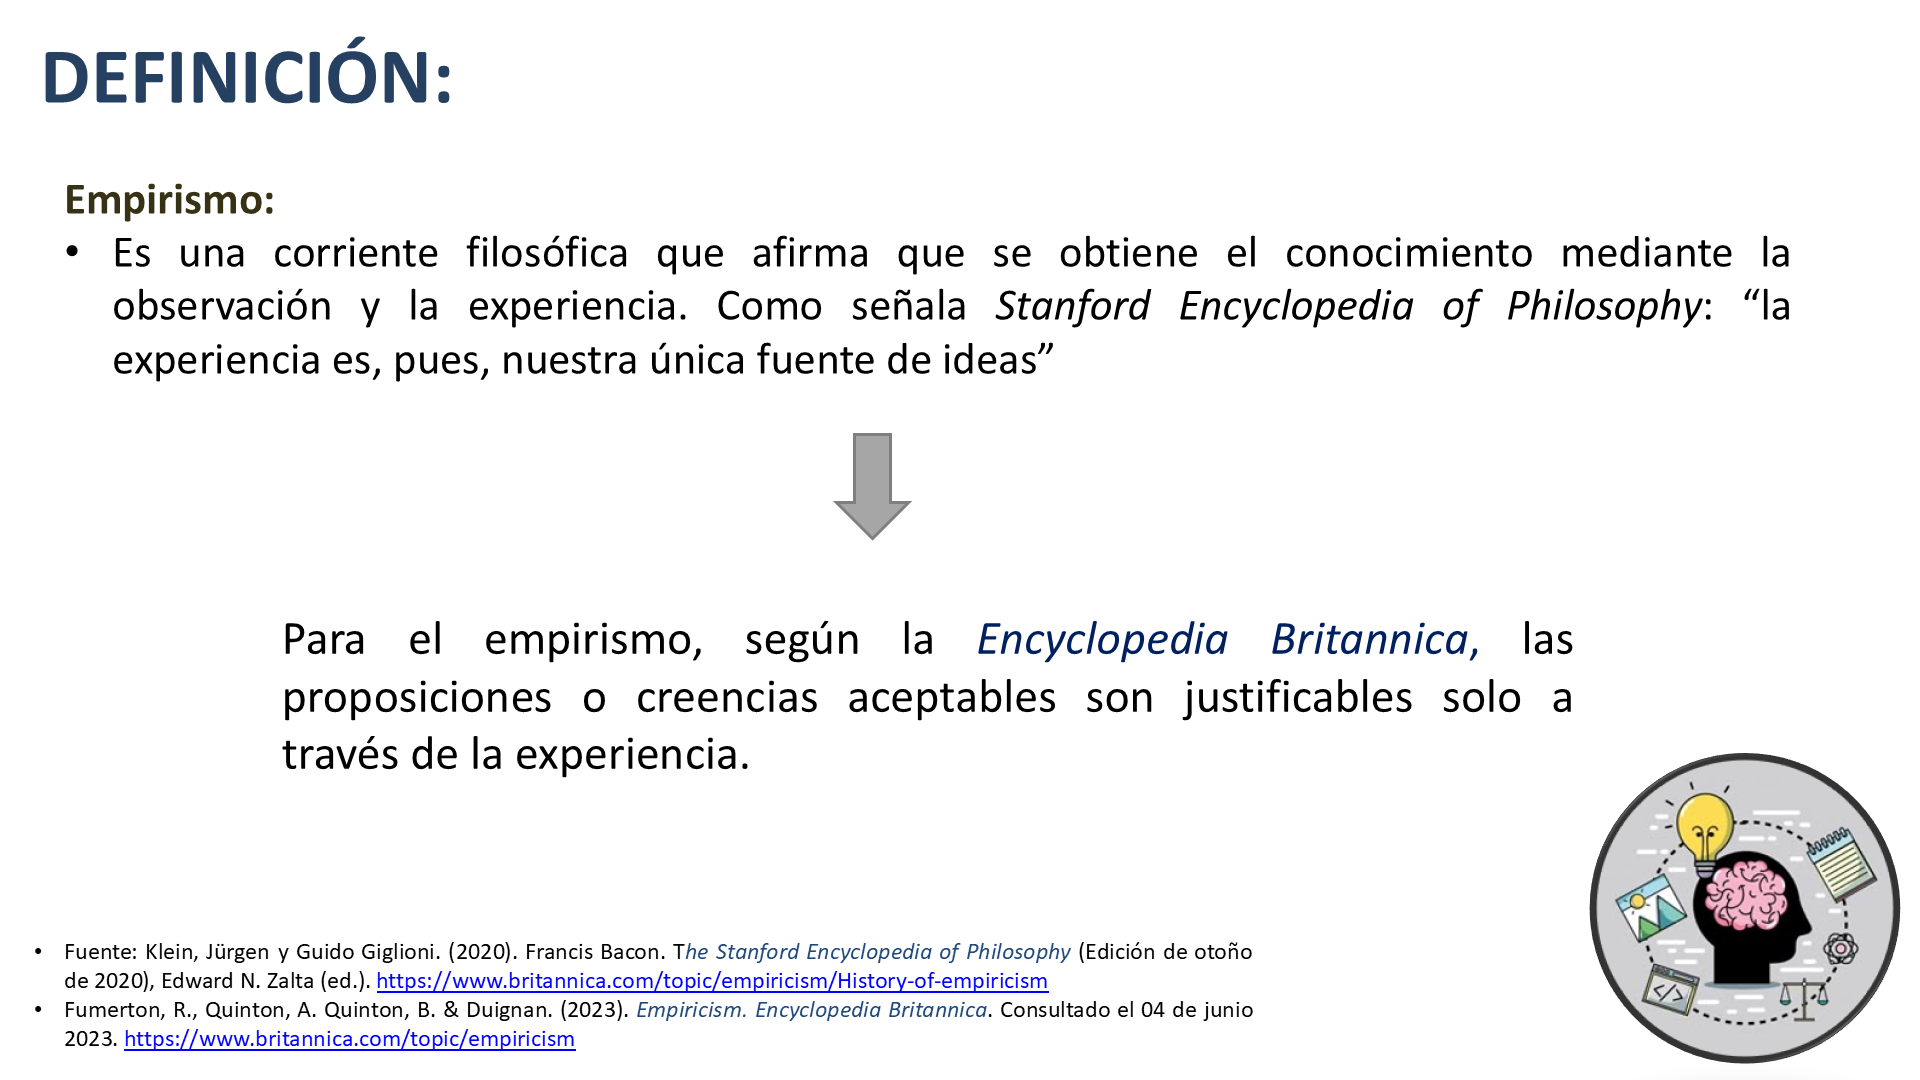 DEFINICIÓN:
Empirismo:
• Es una corriente filosófica que afirma que se obtiene el conocimiento mediante la
observación y la experiencia. Como señala Stanford Encyclopedia of Philosophy: “la
experiencia es, pues, nuestra única fuente de ideas”
Para el empirismo, según la Encyclopedia Britannica, las
proposiciones o creencias aceptables son justificables solo a
través de la experiencia.
• Fuente: Klein, Jürgen y Guido Giglioni. (2020). Francis Bacon. The Stanford Encyclopedia of Philosophy (Edición de otoño
de 2020), Edward N. Zalta (ed.). https://www.britannica.com/topic/empiricism/History-of-empiricism
• Fumerton, R., Quinton, A. Quinton, B. & Duignan. (2023). Empiricism. Encyclopedia Britannica. Consultado el 04 de junio
2023. https://www.britannica.com/topic/empiricism